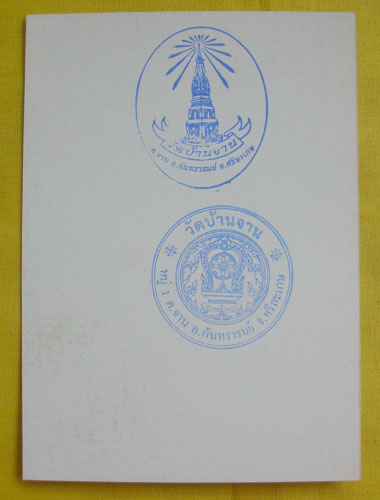 วัดบ้านยาง
ต.จาน อ.กันทรารมย์ จ.ศรีษะเกษ
วัดบ้านจาน
หมู่ 1 ต.จาน อ.กันทรารมย์ จ.ศรีสะเกษ